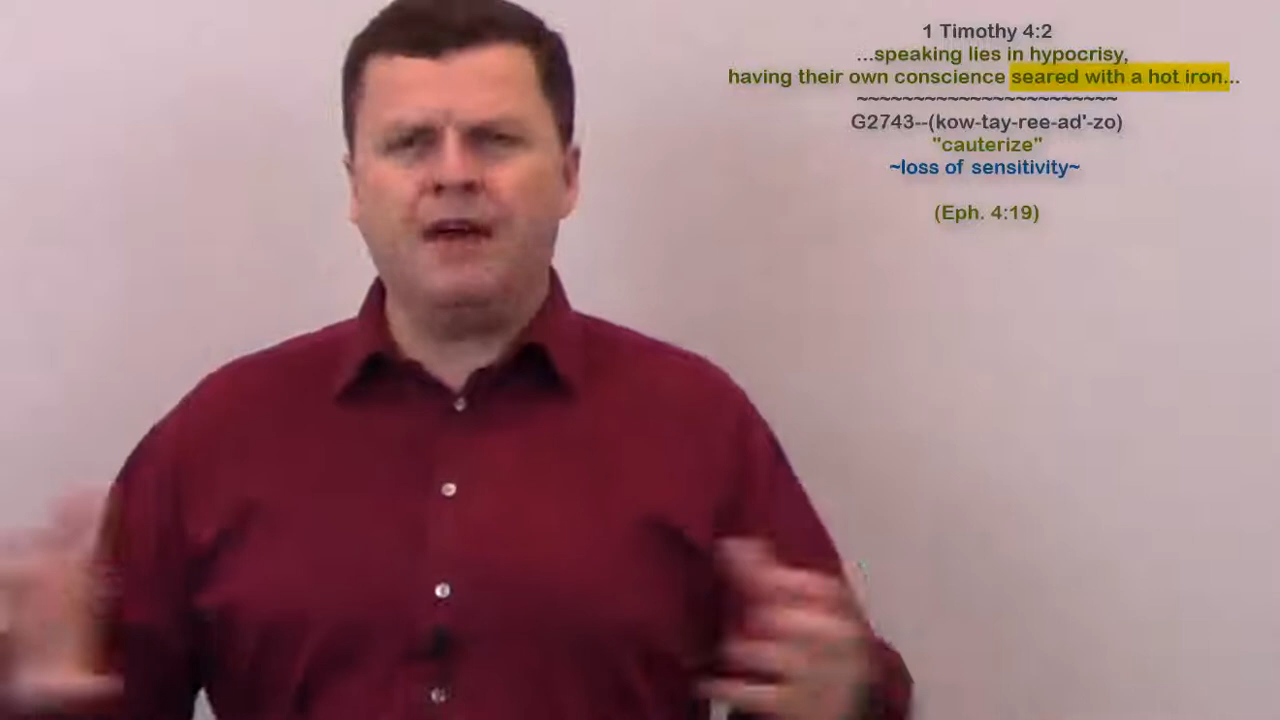 1 Timothy 4:2
...speaking lies in hypocrisy,
having their own conscience seared with a hot iron...
~~~~~~~~~~~~~~~~~~~~~~~
G2743--(kow-tay-ree-ad'-zo)
"cauterize"
~loss of sensitivity~
(Eph. 4:19)